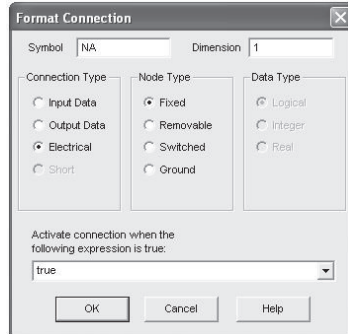 Format Connection
Symbol NA Dimension 1
Connection Type Node Type Data Type
Input Data Fixed Logical
Output Data Removable Integer
Electrical Switched Real
Short Ground
Activate connection when the
following expression is true:
true
OK Cancel Help